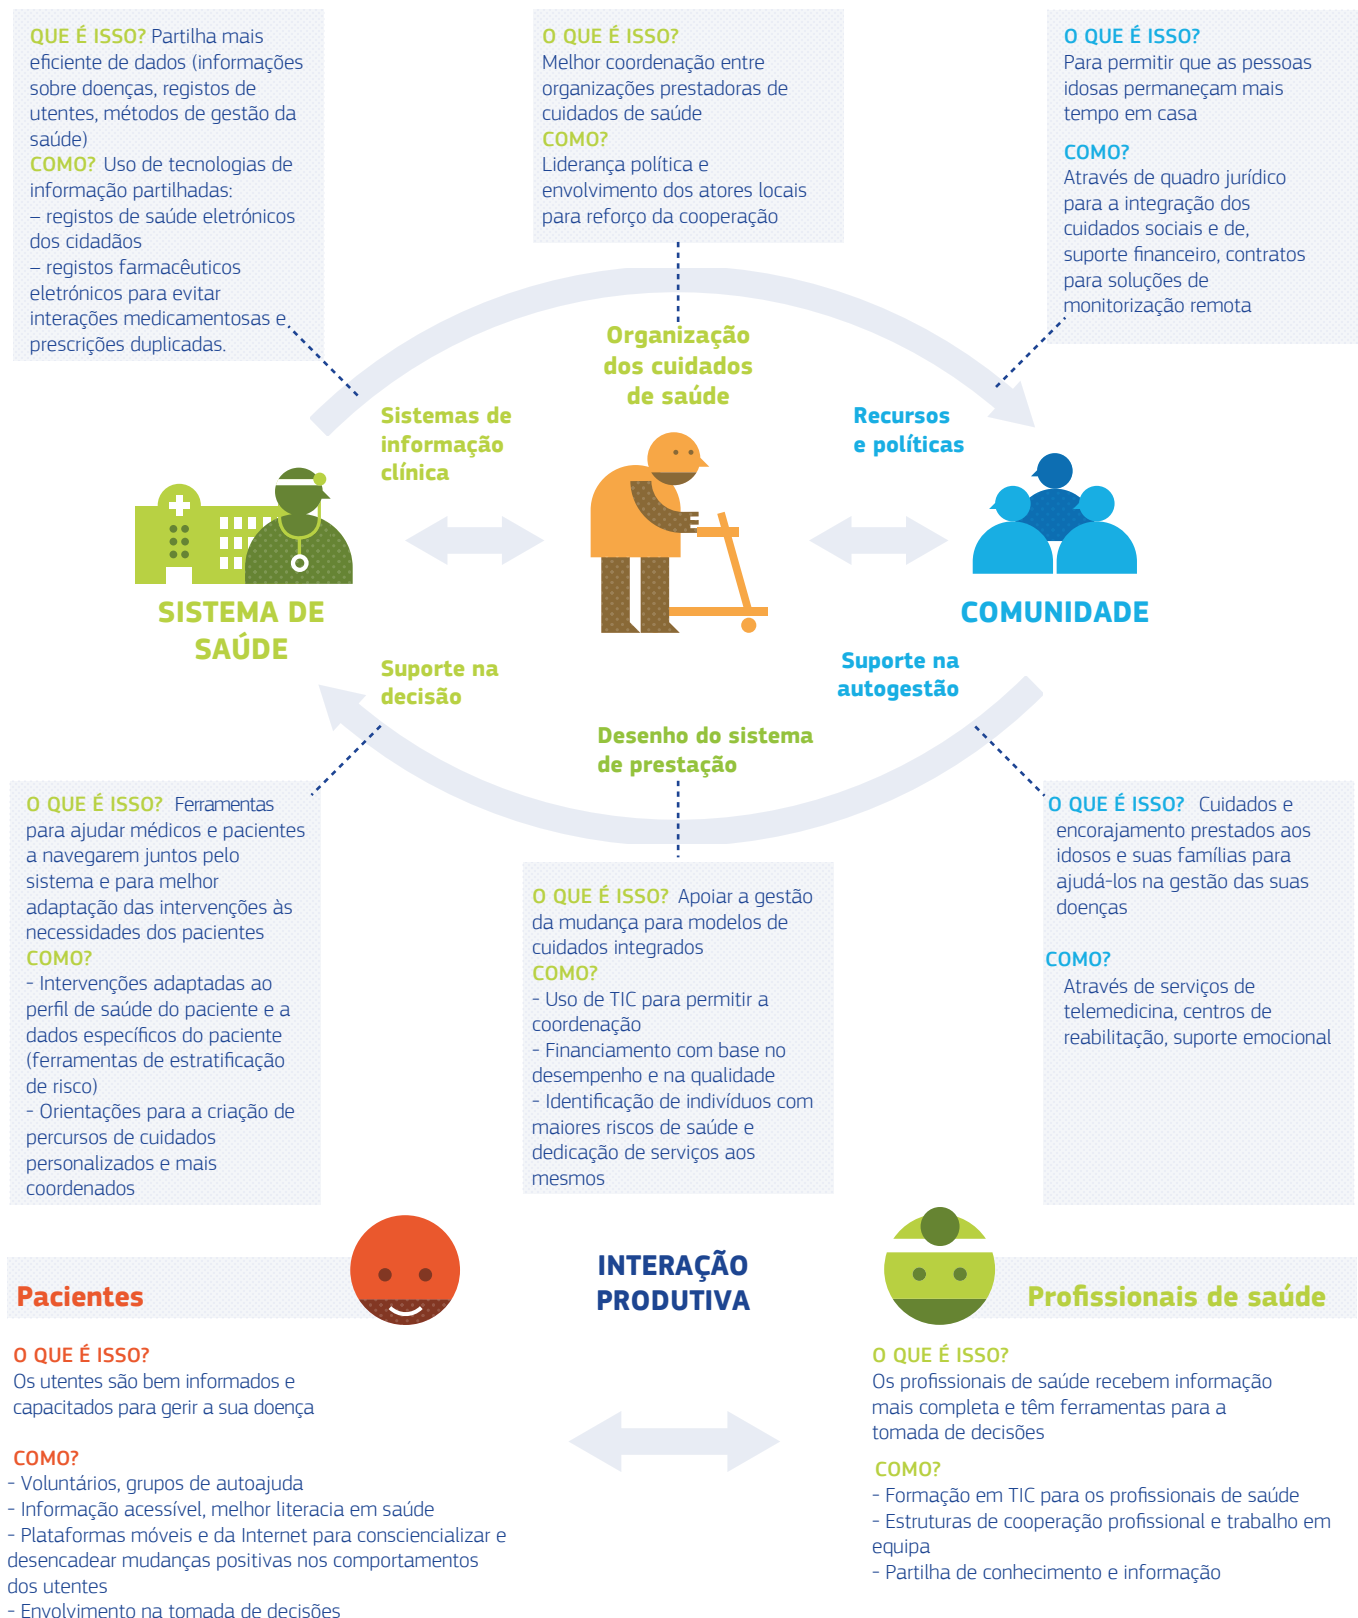 QUE É ISSO? Partilha mais
eficiente de dados (informações
sobre doenças, registos de
utentes, métodos de gestão da
saúde)
COMO? Uso de tecnologias de
informação partilhadas:
– registos de saúde eletrónicos
dos cidadãos
– registos farmacêuticos
eletrónicos para evitar
interações medicamentosas e
prescrições duplicadas.
O QUE É ISSO?
Melhor coordenação entre
organizações prestadoras de
cuidados de saúde
COMO?
Liderança política e
envolvimento dos atores locais
para reforço da cooperação
O QUE É ISSO?
Para permitir que as pessoas
idosas permaneçam mais
tempo em casa
COMO?
Através de quadro jurídico
para a integração dos
cuidados sociais e de,
suporte financeiro, contratos
para soluções de
monitorização remota
Organização
dos cuidados
de saúde
Sistemas de
informação
clínica
Recursos
e políticas
SISTEMA DE
SAÚDE
COMUNIDADE
Suporte na
decisão
Suporte na
autogestão
Desenho do sistema
de prestação
O QUE É ISSO? Ferramentas
para ajudar médicos e pacientes
a navegarem juntos pelo
sistema e para melhor
adaptação das intervenções às
necessidades dos pacientes
COMO?
- Intervenções adaptadas ao
perfil de saúde do paciente e a
dados específicos do paciente
(ferramentas de estratificação
de risco)
- Orientações para a criação de
percursos de cuidados
personalizados e mais
coordenados
O QUE É ISSO? Apoiar a gestão
da mudança para modelos de
cuidados integrados
COMO?
- Uso de TIC para permitir a
coordenação
- Financiamento com base no
desempenho e na qualidade
- Identificação de indivíduos com
maiores riscos de saúde e
dedicação de serviços aos
mesmos
O QUE É ISSO? Cuidados e
encorajamento prestados aos
idosos e suas famílias para
ajudá-los na gestão das suas
doenças
COMO?
Através de serviços de
telemedicina, centros de
reabilitação, suporte emocional
Pacientes
INTERAÇÃO
PRODUTIVA
Profissionais de saúde
O QUE É ISSO?
Os utentes são bem informados e
capacitados para gerir a sua doença
COMO?
- Voluntários, grupos de autoajuda
- Informação acessível, melhor literacia em saúde
- Plataformas móveis e da Internet para consciencializar e
desencadear mudanças positivas nos comportamentos
dos utentes
- Envolvimento na tomada de decisões
O QUE É ISSO?
Os profissionais de saúde recebem informação
mais completa e têm ferramentas para a
tomada de decisões
COMO?
- Formação em TIC para os profissionais de saúde
- Estruturas de cooperação profissional e trabalho em
equipa
- Partilha de conhecimento e informação